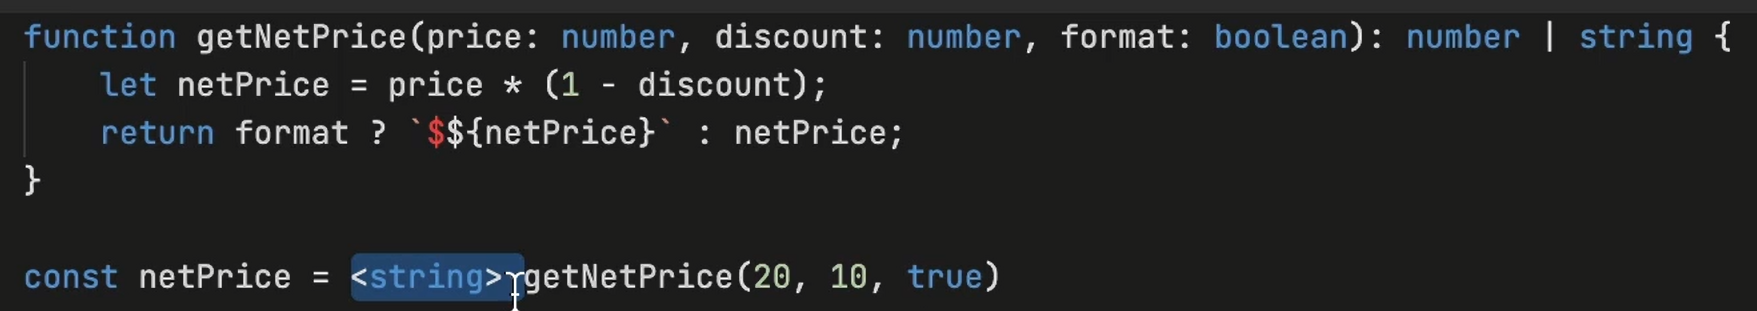 function getNetPrice(price: number, discount: number, format: boolean): number | string {
    let netPrice = price * (1 - discount);
    return format ? `$${netPrice}` : netPrice;
}
const netPrice = <string> getNetPrice(20, 10, true)